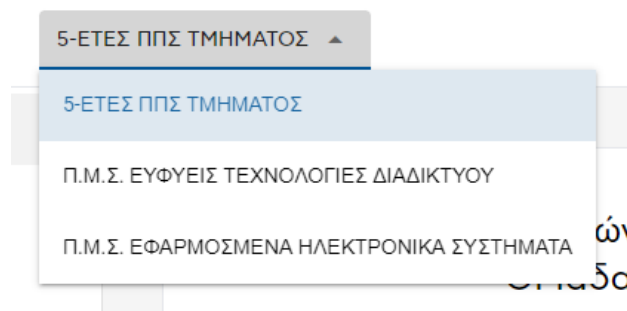 5-ΕΤΕΣ ΠΠΣ ΤΜΗΜΑΤΟΣ
5-ΕΤΕΣ ΠΠΣ ΤΜΗΜΑΤΟΣ
Π.Μ.Σ. ΕΥΦΥΕΙΣ ΤΕΧΝΟΛΟΓΙΕΣ ΔΙΑΔΙΚΤΥΟΥ
Π.Μ.Σ. ΕΦΑΡΜΟΣΜΕΝΑ ΗΛΕΚΤΡΟΝΙΚΑ ΣΥΣΤΗΜΑΤΑ